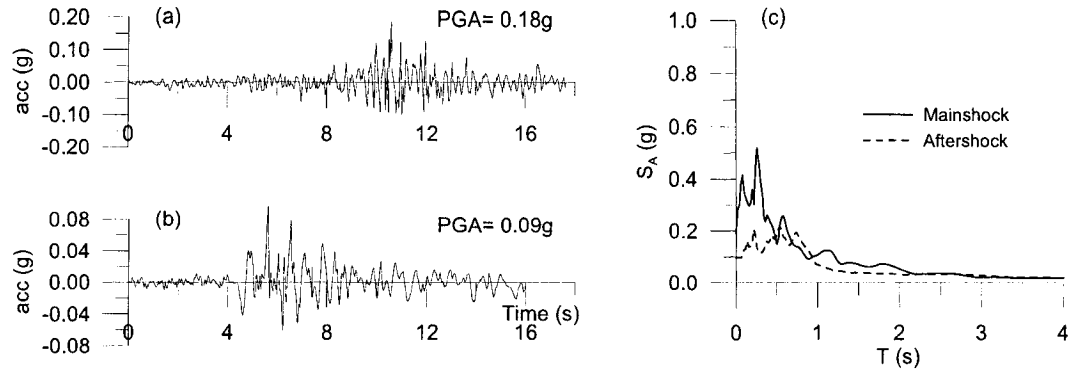 (a)
PGA= 0.18g
acc (g)
0.20
0.10
0.00
-0.10
-0.20
0 4 8 12 16
(b)
PGA= 0.09g
acc (g)
0.08
0.04
0.00
-0.04
-0.08
Time (s)
0 4 8 12 16
(c)
S_A (g)
1.0
0.8
0.6
0.4
0.2
0.0
Mainshock
Aftershock
0 1 2 3 4
T (s)